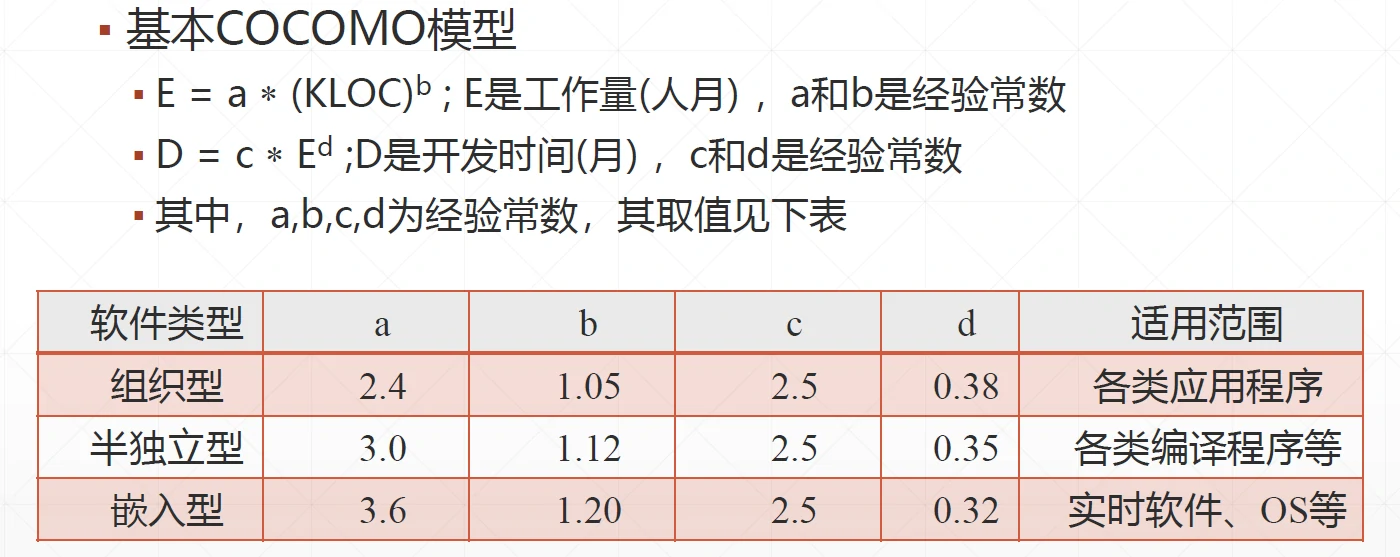 ▪ 基本COCOMO模型
▪ E = a * (KLOC)ᵇ ; E是工作量(人月) ，a和b是经验常数
▪ D = c * Eᵈ ;D是开发时间(月) ，c和d是经验常数
▪ 其中，a,b,c,d为经验常数，其取值见下表
软件类型 a b c d 适用范围
组织型 2.4 1.05 2.5 0.38 各类应用程序
半独立型 3.0 1.12 2.5 0.35 各类编译程序等
嵌入型 3.6 1.20 2.5 0.32 实时软件、OS等